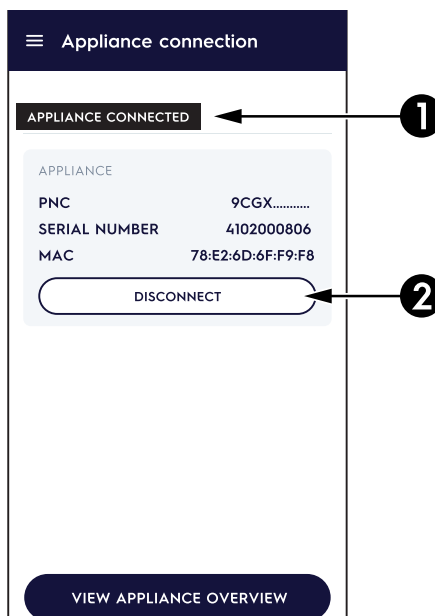 Appliance connection
APPLIANCE CONNECTED
1
APPLIANCE
PNC 9CGX...........
SERIAL NUMBER 4102000806
MAC 78:E2:6D:6F:F9:F8
DISCONNECT
2
VIEW APPLIANCE OVERVIEW